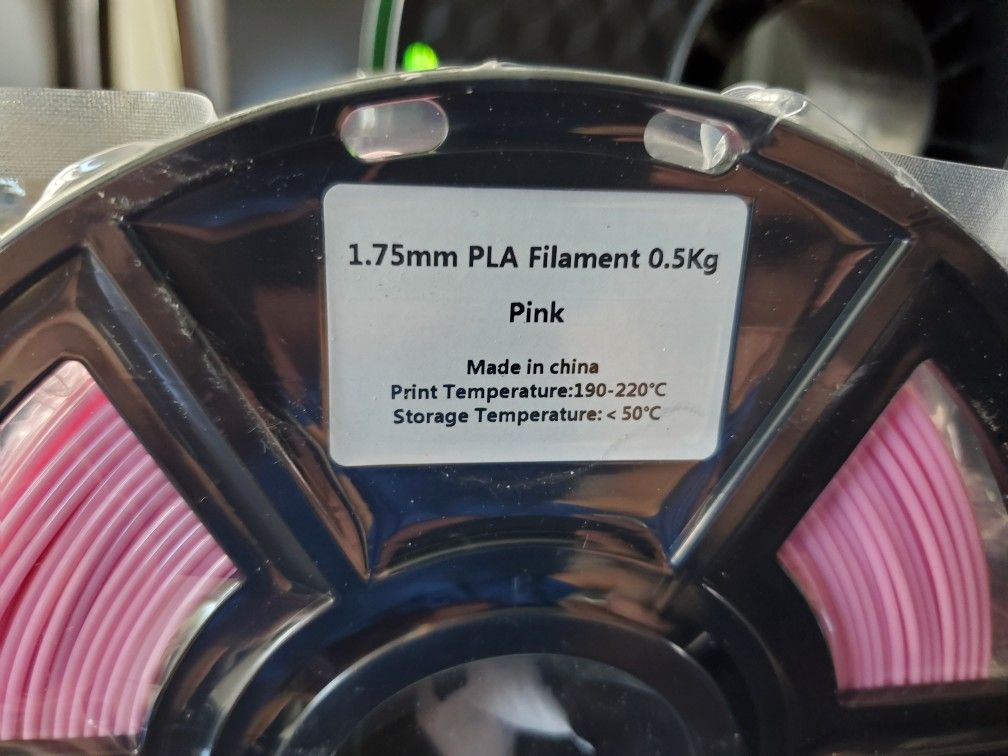 1.75mm PLA Filament 0.5Kg
Pink
Made in china
Print Temperature:190-220°C
Storage Temperature: < 50°C